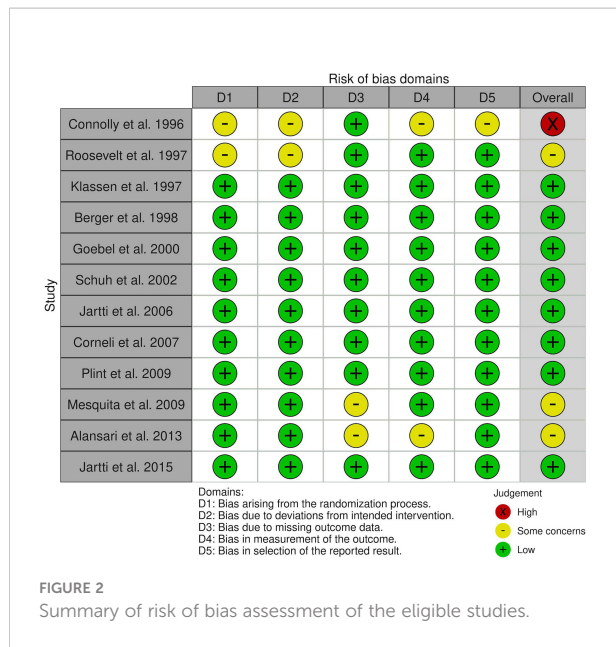 Risk of bias domains
D1 D2 D3 D4 D5 Overall
Study
Connolly et al. 1996 - - + - - X
Roosevelt et al. 1997 - - + + + -
Klassen et al. 1997 + + + + + +
Berger et al. 1998 + + + + + +
Goebel et al. 2000 + + + + + +
Schuh et al. 2002 + + + + + +
Jartti et al. 2006 + + + + + +
Corneli et al. 2007 + + + + + +
Plint et al. 2009 + + + + + +
Mesquita et al. 2009 + + - + + -
Alansari et al. 2013 + + - - + -
Jartti et al. 2015 + + + + + +
Domains:
D1: Bias arising from the randomization process.
D2: Bias due to deviations from intended intervention.
D3: Bias due to missing outcome data.
D4: Bias in measurement of the outcome.
D5: Bias in selection of the reported result.
Judgement
X High
- Some concerns
+ Low
FIGURE 2
Summary of risk of bias assessment of the eligible studies.